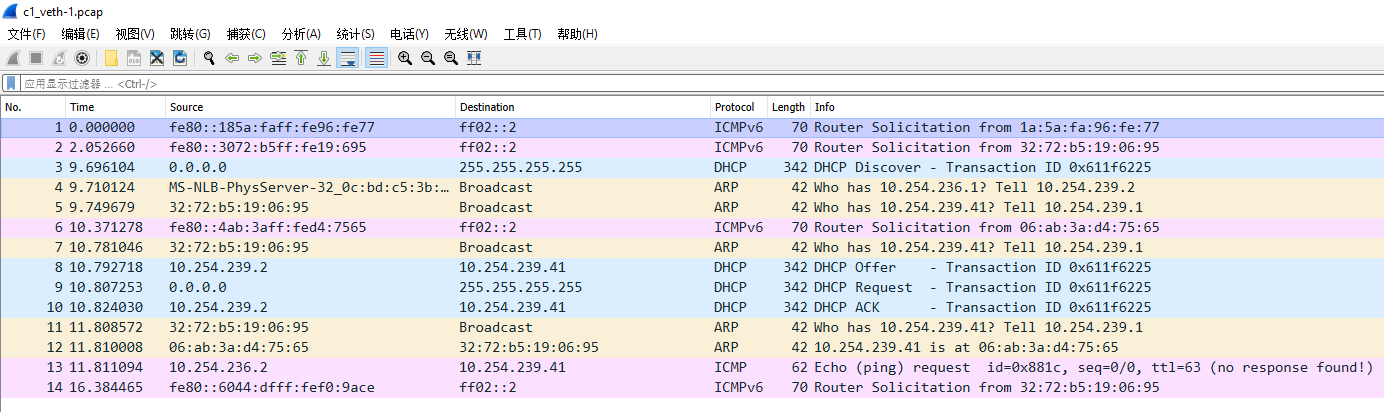 c1_veth-1.pcap
文件(F) 编辑(E) 视图(V) 跳转(G) 捕获(C) 分析(A) 统计(S) 电话(Y) 无线(W) 工具(T) 帮助(H)
应用显示过滤器 … <Ctrl-/>
No. Time Source Destination Protocol Length Info
1 0.000000 fe80::185a:faff:fe96:fe77 ff02::2 ICMPv6 70 Router Solicitation from 1a:5a:fa:96:fe:77
2 2.052660 fe80::3072:b5ff:fe19:695 ff02::2 ICMPv6 70 Router Solicitation from 32:72:b5:19:06:95
3 9.696104 0.0.0.0 255.255.255.255 DHCP 342 DHCP Discover - Transaction ID 0x611f6225
4 9.710124 MS-NLB-PhysServer-32_0c:bd:c5:3b:… Broadcast ARP 42 Who has 10.254.236.1? Tell 10.254.239.2
5 9.749679 32:72:b5:19:06:95 Broadcast ARP 42 Who has 10.254.239.41? Tell 10.254.239.1
6 10.371278 fe80::4ab:3aff:fed4:7565 ff02::2 ICMPv6 70 Router Solicitation from 06:ab:3a:d4:75:65
7 10.781046 32:72:b5:19:06:95 Broadcast ARP 42 Who has 10.254.239.41? Tell 10.254.239.1
8 10.792718 10.254.239.2 10.254.239.41 DHCP 342 DHCP Offer - Transaction ID 0x611f6225
9 10.807253 0.0.0.0 255.255.255.255 DHCP 342 DHCP Request - Transaction ID 0x611f6225
10 10.824030 10.254.239.2 10.254.239.41 DHCP 342 DHCP ACK - Transaction ID 0x611f6225
11 11.808572 32:72:b5:19:06:95 Broadcast ARP 42 Who has 10.254.239.41? Tell 10.254.239.1
12 11.810008 06:ab:3a:d4:75:65 32:72:b5:19:06:95 ARP 42 10.254.239.41 is at 06:ab:3a:d4:75:65
13 11.811094 10.254.236.2 10.254.239.41 ICMP 62 Echo (ping) request id=0x881c, seq=0/0, ttl=63 (no response found!)
14 16.384465 fe80::6044:dfff:fef0:9ace ff02::2 ICMPv6 70 Router Solicitation from 32:72:b5:19:06:95